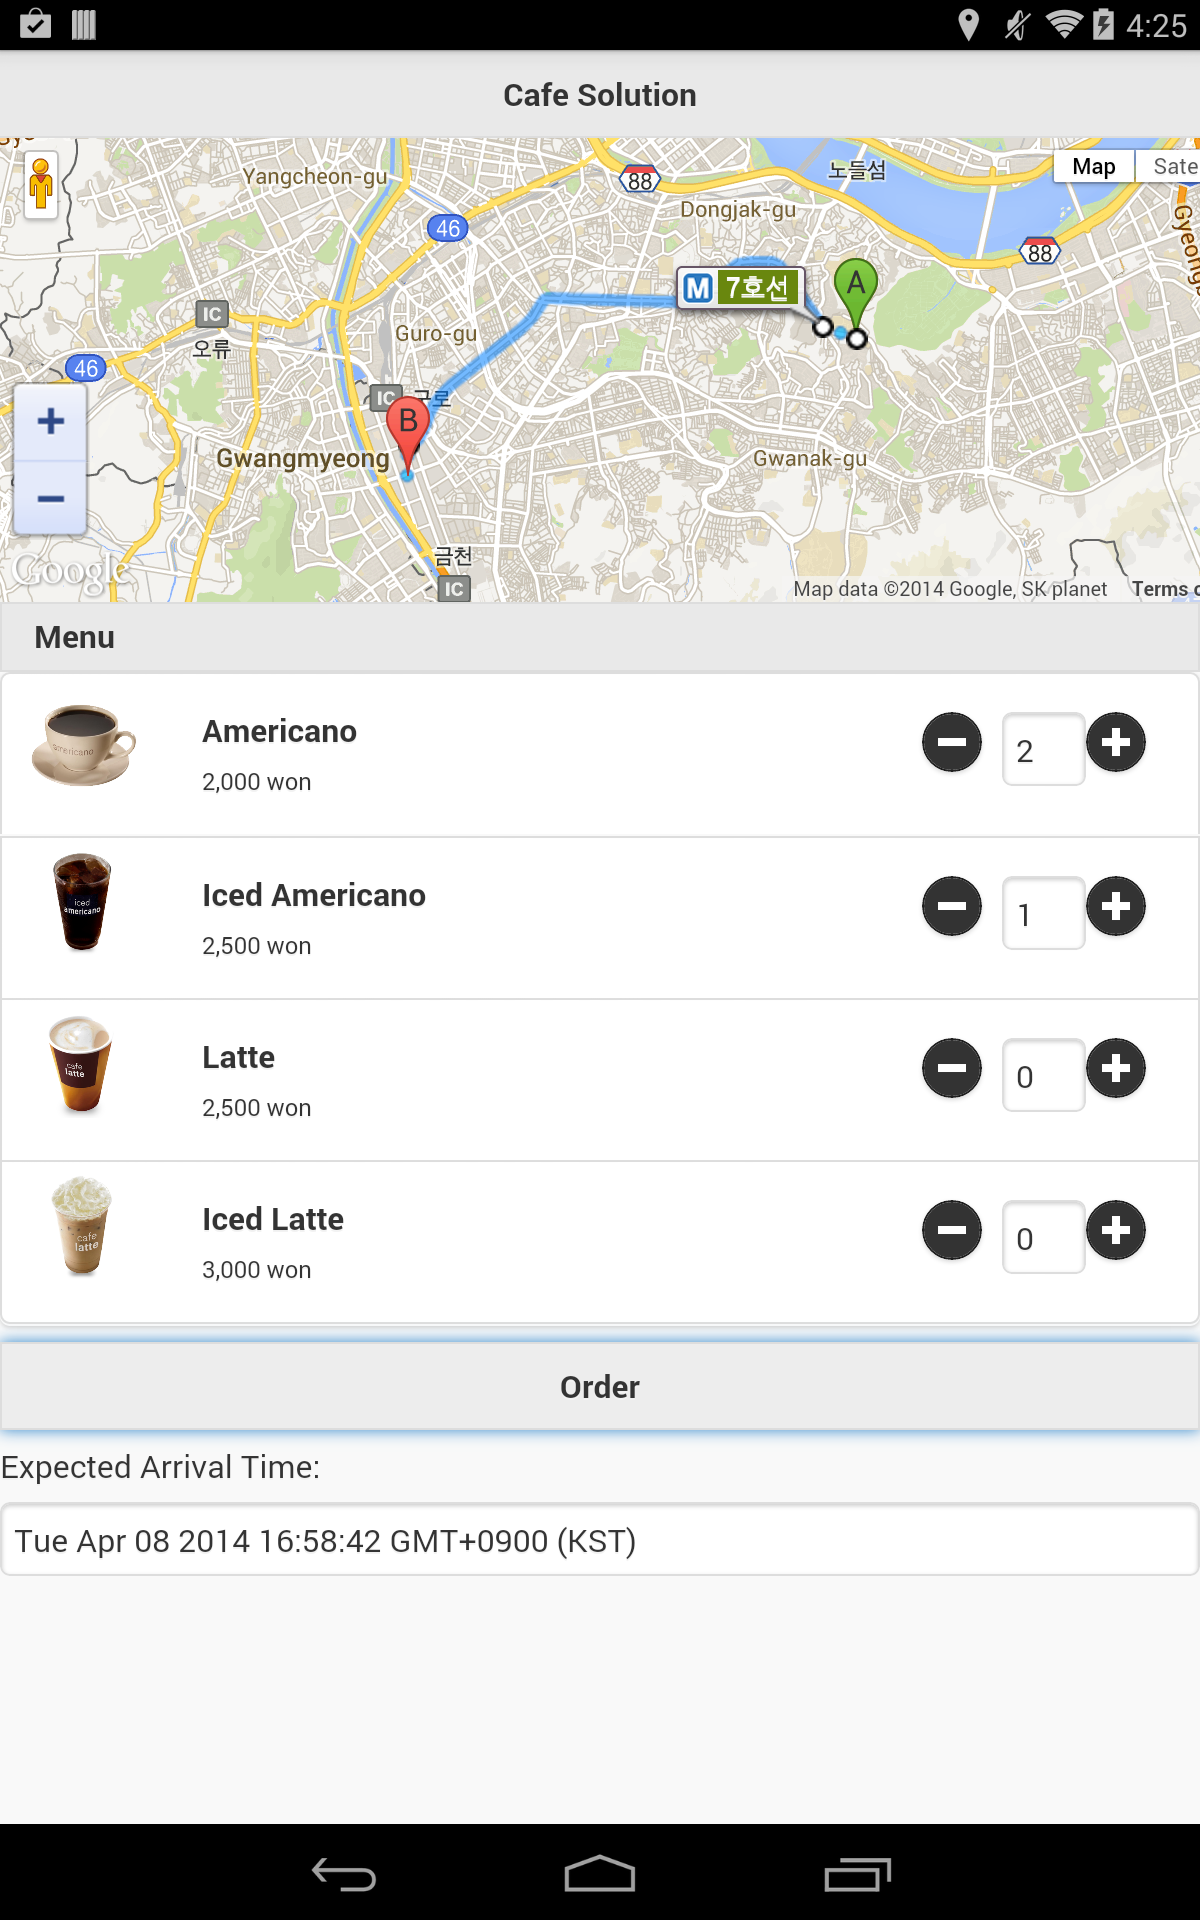 4:25
Cafe Solution
Yangcheon-gu
88
노들섬
Map
Sate
46
Dongjak-gu
88
Gyeongs
M 7호선
A
IC
오류
Guro-gu
46
IC
구로
B
+
Gwangmyeong
Gwanak-gu
−
금천
IC
Google
Map data ©2014 Google, SK planet
Terms o
Menu
americano
Americano
2,000 won
2
iced
americano
Iced Americano
2,500 won
1
cafe
latte
Latte
2,500 won
0
cafe
latte
Iced Latte
3,000 won
0
Order
Expected Arrival Time:
Tue Apr 08 2014 16:58:42 GMT+0900 (KST)